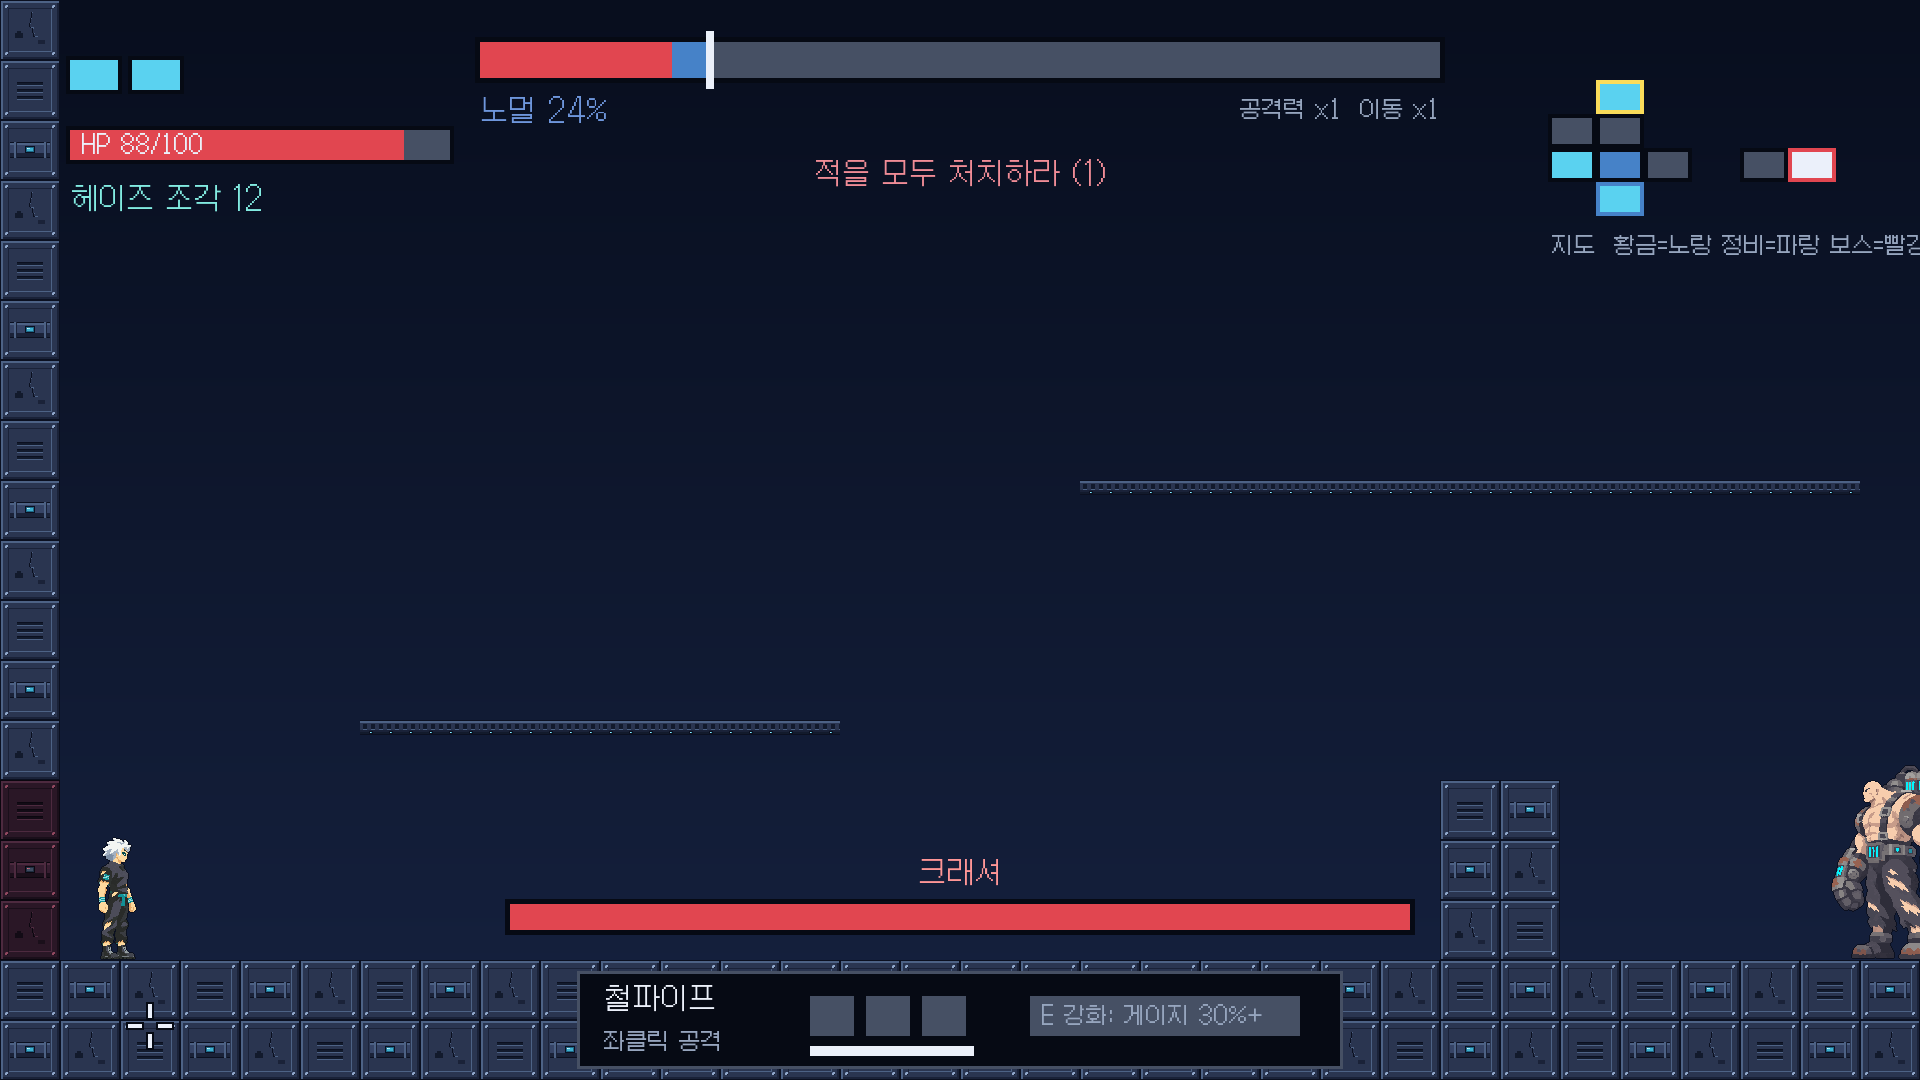 노멀 24%
공격력 x1 이동 x1
HP 88/100
적을 모두 처치하라 (1)
헤이즈 조각 12
지도 황금=노랑 정비=파랑 보스=빨강
크래셔
철파이프
좌클릭 공격
E 강화: 게이지 30%+